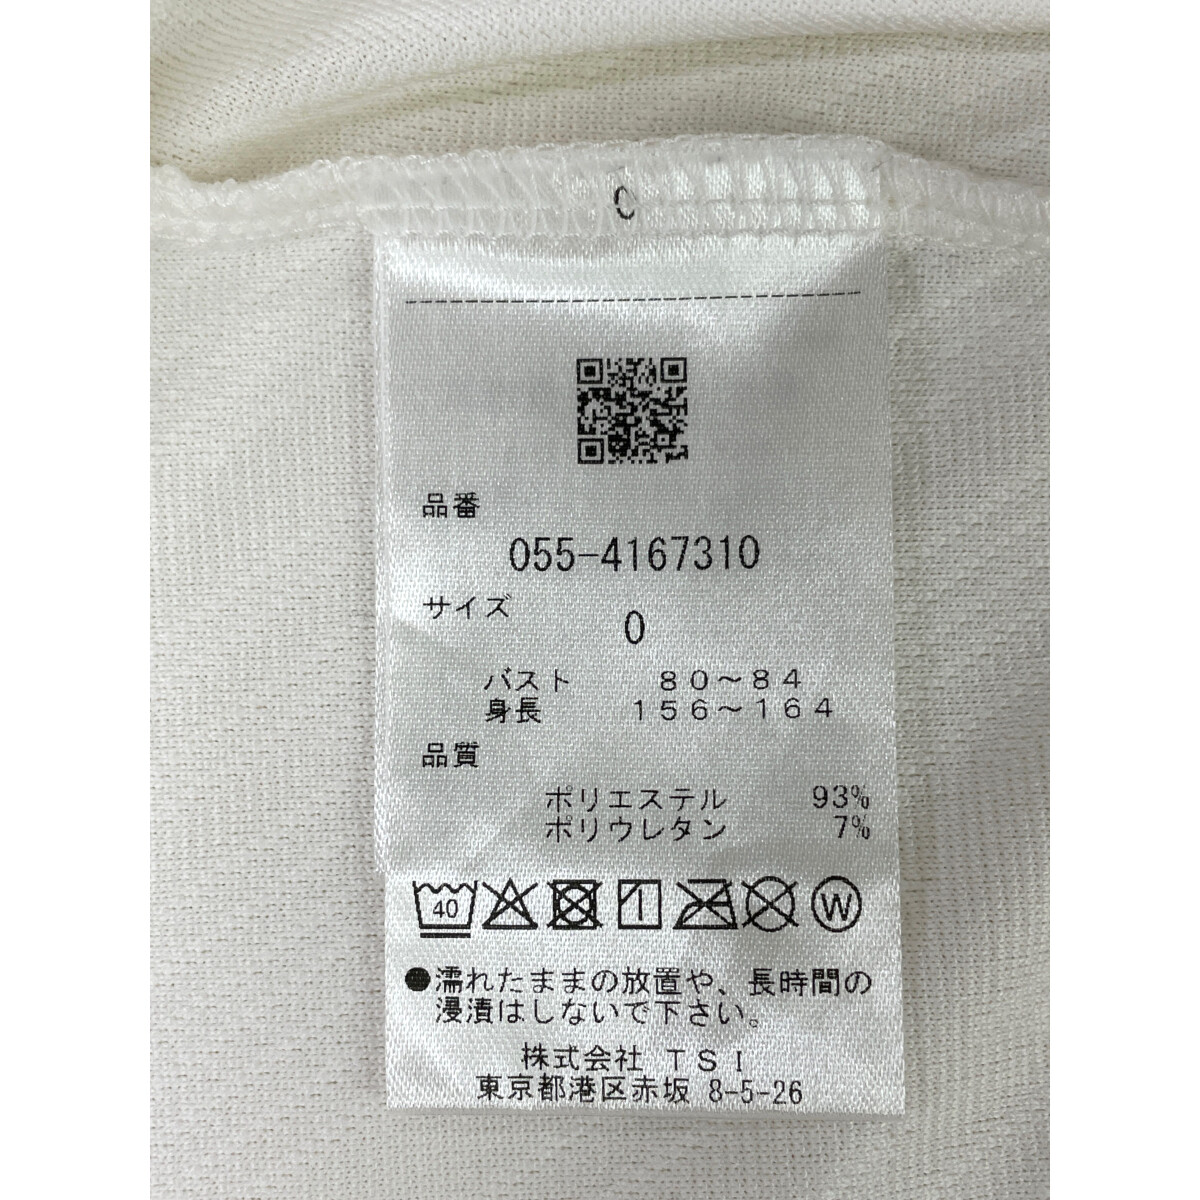 C
品番
055-4167310
サイズ
0
バスト 80～84
身長 156～164
品質
ポリエステル 93%
ポリウレタン 7%
40 W
●濡れたままの放置や、長時間の
浸漬はしないで下さい。
株式会社 TSI
東京都港区赤坂 8-5-26